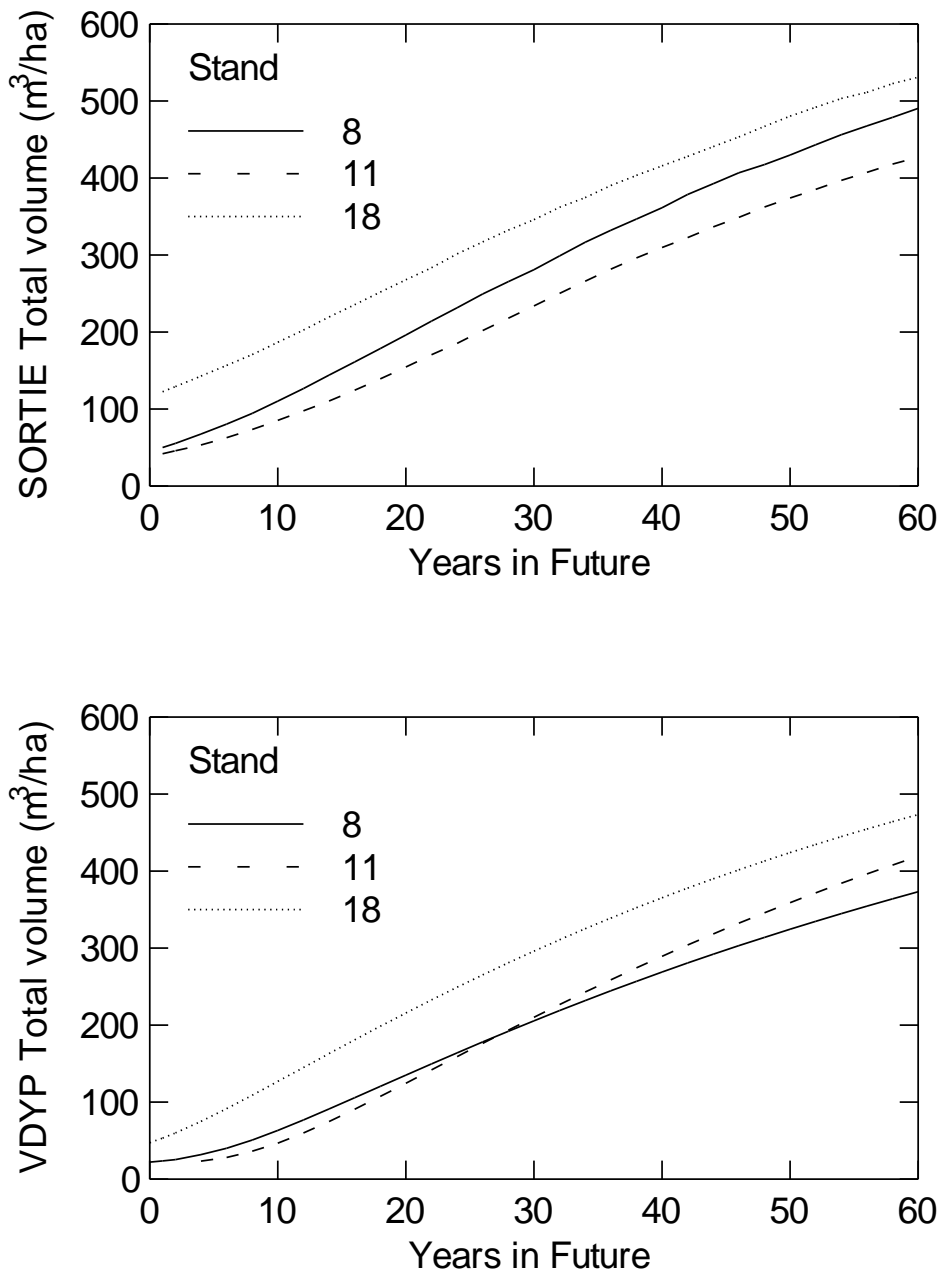 600
500
400
300
200
100
0
SORTIE Total volume (m³/ha)
Stand
8
11
18
0 10 20 30 40 50 60
Years in Future
600
500
400
300
200
100
0
VDYP Total volume (m³/ha)
Stand
8
11
18
0 10 20 30 40 50 60
Years in Future